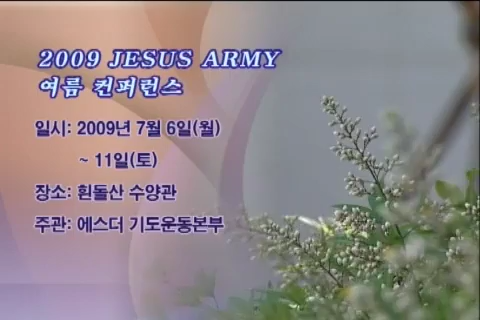 2009 JESUS ARMY
여름 컨퍼런스
일시: 2009년 7월 6일(월)
~ 11일(토)
장소: 흰돌산 수양관
주관: 에스더 기도운동본부